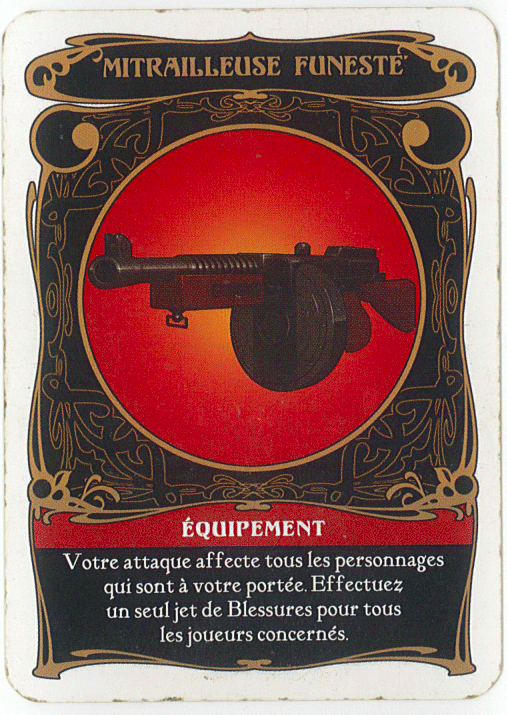 MITRAILLEUSE FUNESTE
ÉQUIPEMENT
Votre attaque affecte tous les personnages
qui sont à votre portée. Effectuez
un seul jet de Blessures pour tous
les joueurs concernés.